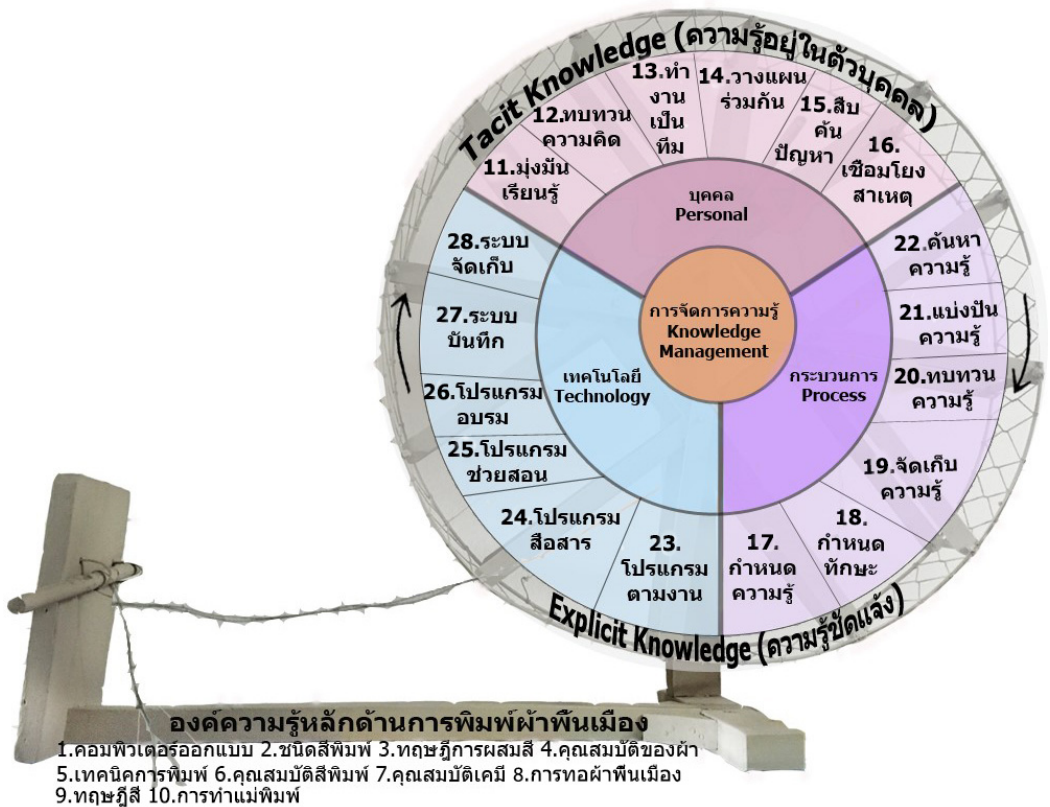 Tacit Knowledge (ความรู้อยู่ในตัวบุคคล)
11.มุ่งมั่น
เรียนรู้
12.ทบทวน
ความคิด
13.ทำ
งาน
เป็น
ทีม
14.วางแผน
ร่วมกัน
15.สืบ
ค้น
ปัญหา
16.
เชื่อมโยง
สาเหตุ
บุคคล
Personal
28.ระบบ
จัดเก็บ
22.ค้นหา
ความรู้
27.ระบบ
บันทึก
การจัดการความรู้
Knowledge
Management
21.แบ่งปัน
ความรู้
26.โปรแกรม
อบรม
เทคโนโลยี
Technology
กระบวนการ
Process
20.ทบทวน
ความรู้
25.โปรแกรม
ช่วยสอน
19.จัดเก็บ
ความรู้
24.โปรแกรม
สื่อสาร
23.
โปรแกรม
ตามงาน
17.
กำหนด
ความรู้
18.
กำหนด
ทักษะ
Explicit Knowledge (ความรู้ชัดแจ้ง)
องค์ความรู้หลักด้านการพิมพ์ผ้าพื้นเมือง
1.คอมพิวเตอร์ออกแบบ 2.ชนิดสีพิมพ์ 3.ทฤษฎีการผสมสี 4.คุณสมบัติของผ้า
5.เทคนิคการพิมพ์ 6.คุณสมบัติสีพิมพ์ 7.คุณสมบัติเคมี 8.การทอผ้าพื้นเมือง
9.ทฤษฎีสี 10.การทำแม่พิมพ์